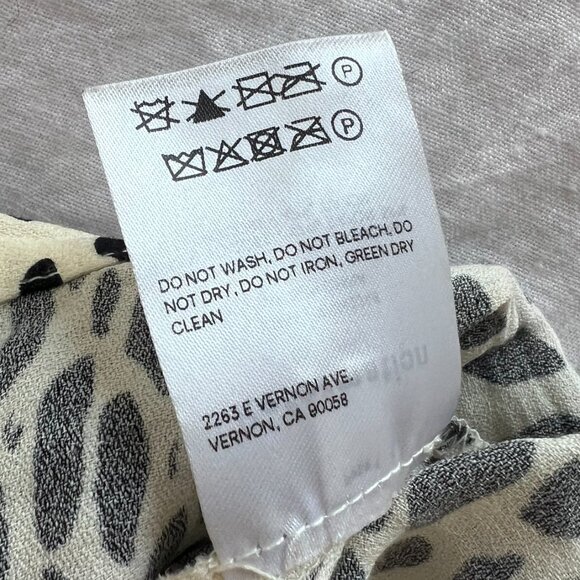 P
P
DO NOT WASH, DO NOT BLEACH, DO
NOT DRY, DO NOT IRON, GREEN DRY
CLEAN
2263 E VERNON AVE.
VERNON, CA 90058